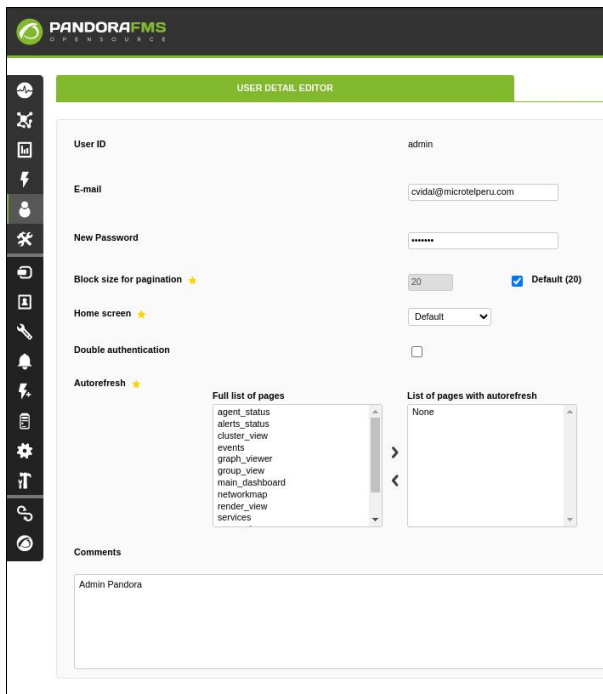 PANDORAFMS
OPENSOURCE
USER DETAIL EDITOR
User ID admin
E-mail cvidal@microtelperu.com
New Password •••••••
Block size for pagination 20 Default (20)
Home screen Default
Double authentication
Autorefresh
Full list of pages List of pages with autorefresh
agent_status None
alerts_status
cluster_view
events
graph_viewer
group_view
main_dashboard
networkmap
render_view
services
Comments
Admin Pandora